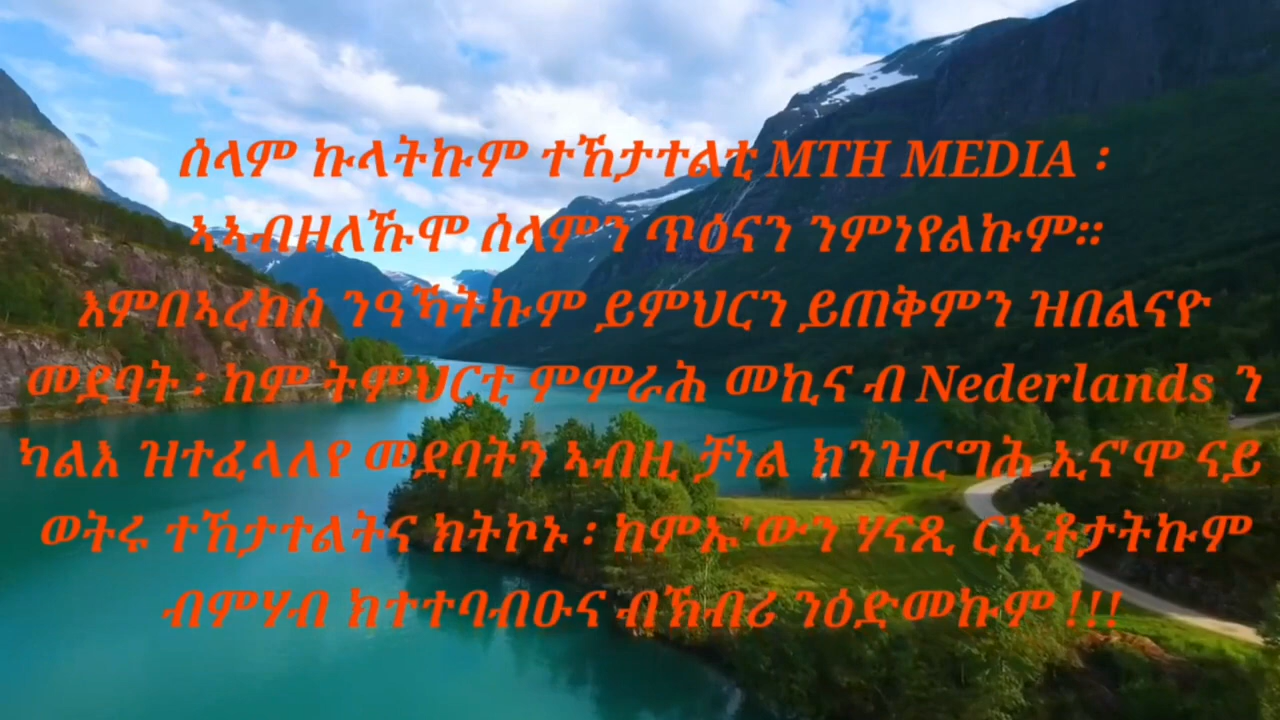 ሰላም ኩላትኩም ተኸታተልቲ MTH MEDIA ፡
ኣኣብዘለኹሞ ሰላምን ጥዕናን ንምነየልኩም።
እምበኣረከስ ንዓኻትኩም ይምህርን ይጠቅምን ዝበልናዮ
መደባት ፡ ከም ትምህርቲ ምምራሕ መኪና ብ Nederlands ን
ካልእ ዝተፈላለየ መደባትን ኣብዚ ቻነል ክንዝርግሕ ኢና'ሞ ናይ
ወትሩ ተኸታተልትና ክትኮኑ ፡ ከምኡ'ውን ሃናጺ ርኢቶታትኩም
ብምሃብ ክተተባብዑና ብኽብሪ ንዕድመኩም !!!